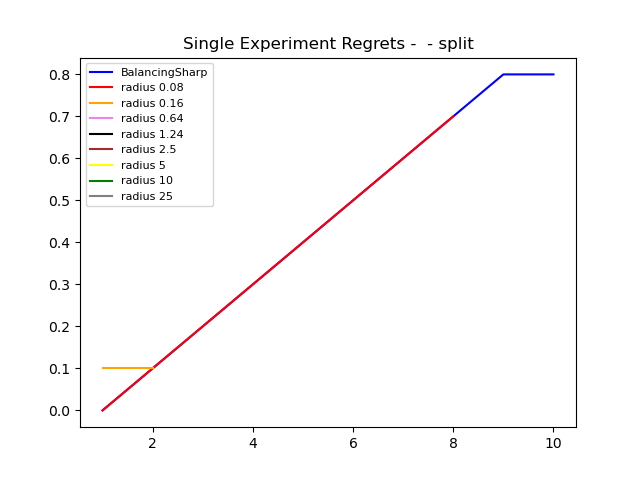 Single Experiment Regrets -  - split
0.8
0.7
0.6
0.5
0.4
0.3
0.2
0.1
0.0
BalancingSharp
radius 0.08
radius 0.16
radius 0.64
radius 1.24
radius 2.5
radius 5
radius 10
radius 25
2 4 6 8 10